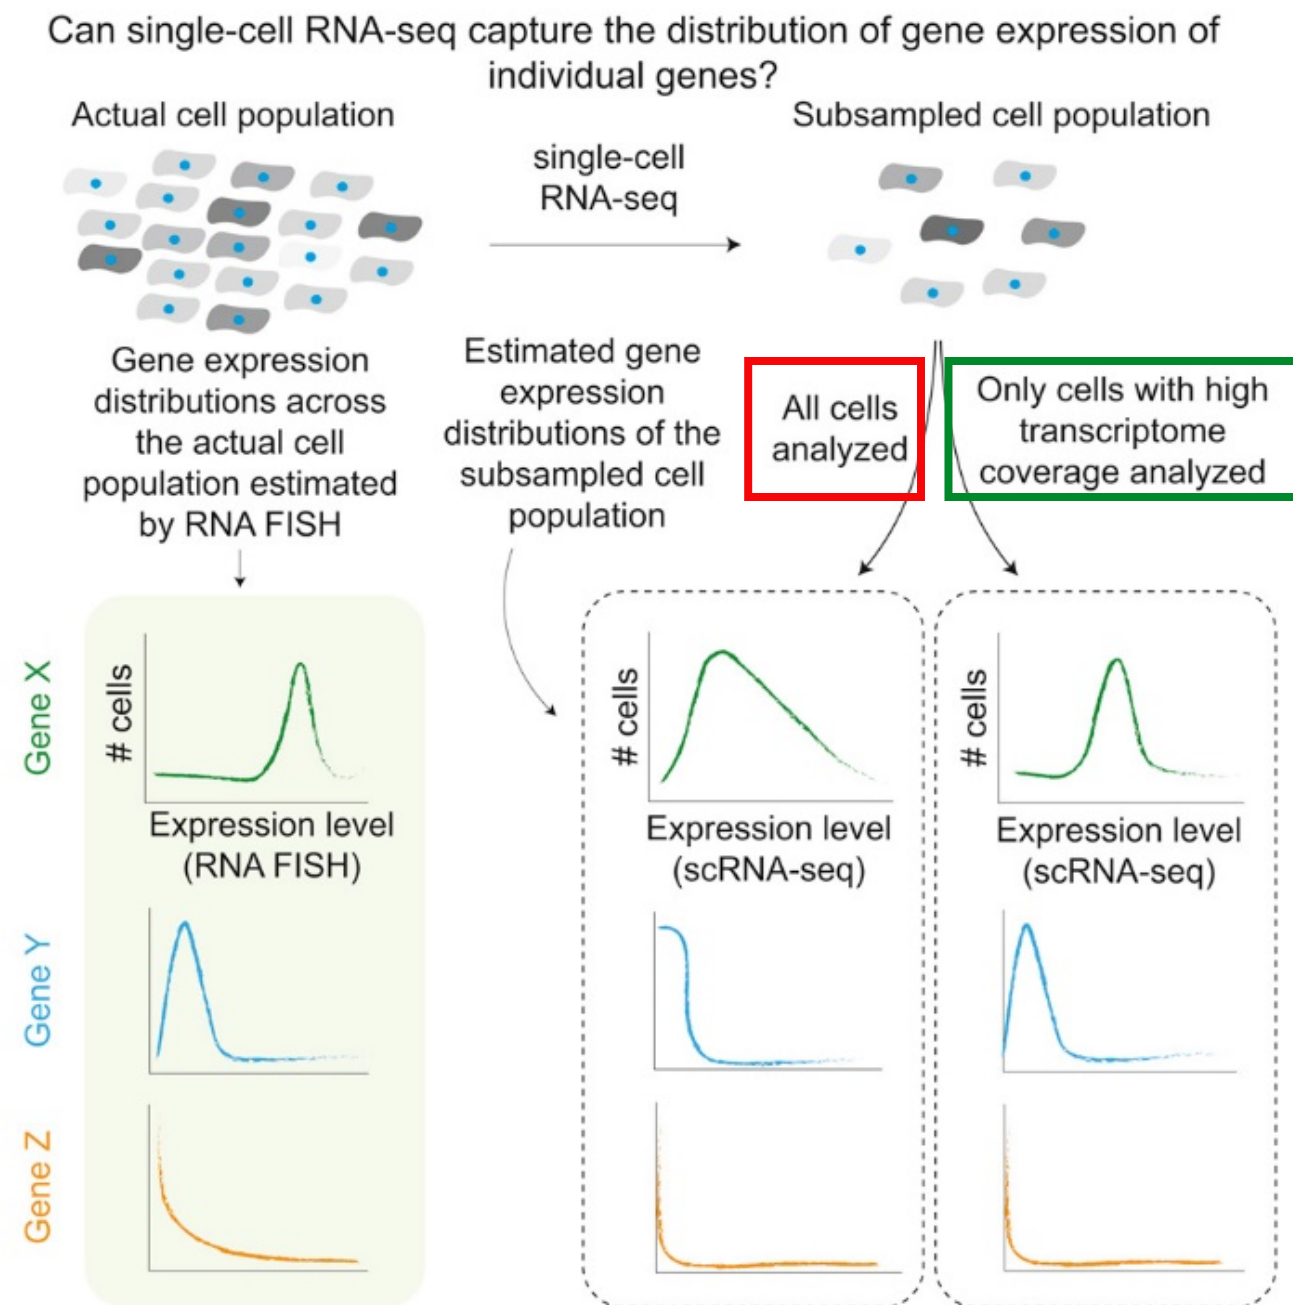 Can single-cell RNA-seq capture the distribution of gene expression of
individual genes?
Actual cell population
single-cell
RNA-seq
Subsampled cell population
Gene expression
distributions across
the actual cell
population estimated
by RNA FISH
Estimated gene
expression
distributions of the
subsampled cell
population
All cells
analyzed
Only cells with high
transcriptome
coverage analyzed
Gene X
# cells
Expression level
(RNA FISH)
# cells
Expression level
(scRNA-seq)
# cells
Expression level
(scRNA-seq)
Gene Y
Gene Z